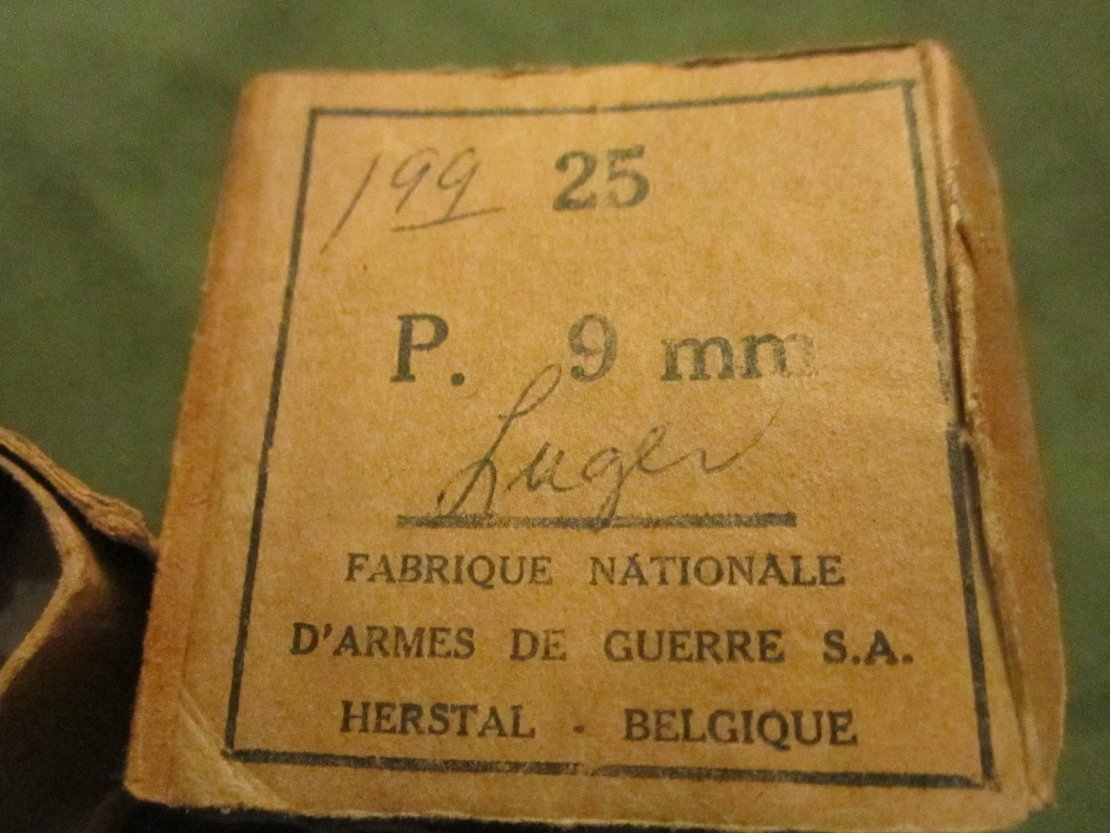 199 25
P. 9 mm
Luger
FABRIQUE NATIONALE
D'ARMES DE GUERRE S.A.
HERSTAL - BELGIQUE